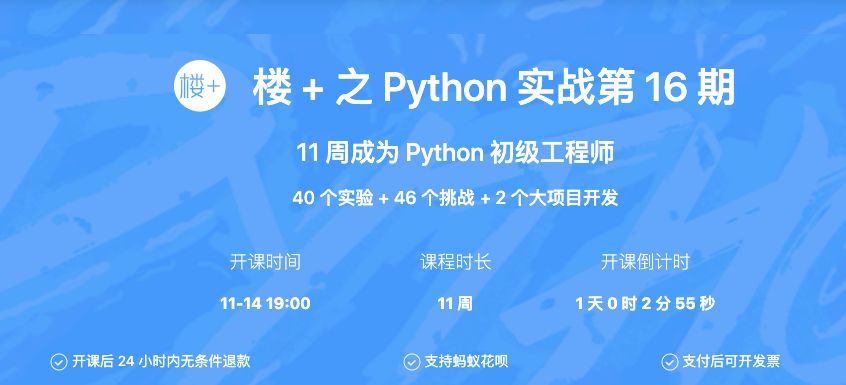 楼+ 楼 + 之 Python 实战第 16 期
11 周成为 Python 初级工程师
40 个实验 + 46 个挑战 + 2 个大项目开发
开课时间 课程时长 开课倒计时
11-14 19:00 11 周 1 天 0 时 2 分 55 秒
开课后 24 小时内无条件退款 支持蚂蚁花呗 支付后可开发票